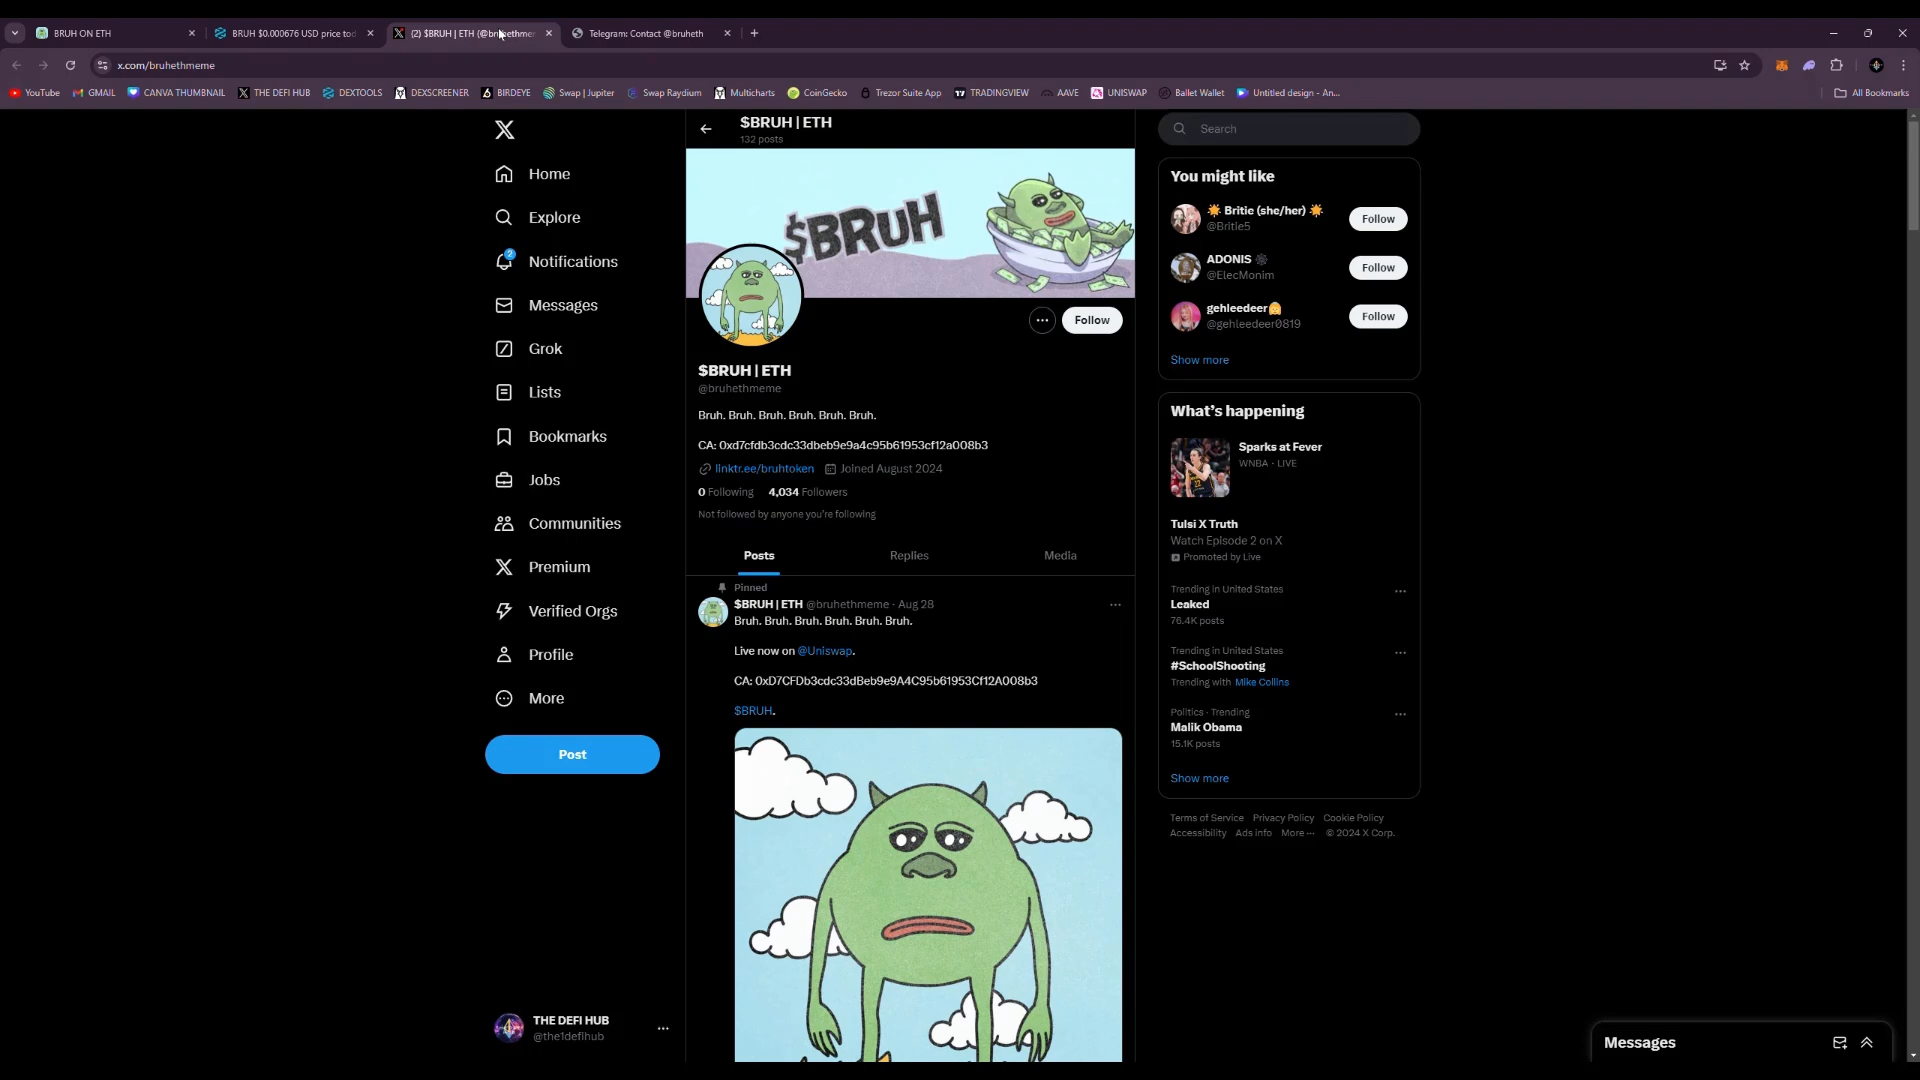 BRUH ON ETH
BRUH $0.000676 USD price tod
(2) $BRUH | ETH (@bruhethmem
Telegram: Contact @bruheth
x.com/bruhethmeme
YouTube
GMAIL
CANVA THUMBNAIL
THE DEFI HUB
DEXTOOLS
DEXSCREENER
BIRDEYE
Swap | Jupiter
Swap Raydium
Multicharts
CoinGecko
Trezor Suite App
TRADINGVIEW
AAVE
UNISWAP
Ballet Wallet
Untitled design - An...
All Bookmarks
Home
Explore
2
Notifications
Messages
Grok
Lists
Bookmarks
Jobs
Communities
Premium
Verified Orgs
Profile
More
Post
THE DEFI HUB
@the1defihub
$BRUH | ETH
132 posts
$BRUH
Follow
$BRUH | ETH
@bruhethmeme
Bruh. Bruh. Bruh. Bruh. Bruh. Bruh.
CA: 0xd7cfdb3cdc33dbeb9e9a4c95b61953cf12a008b3
linktr.ee/bruhtoken Joined August 2024
0 Following 4,034 Followers
Not followed by anyone you're following
Posts
Replies
Media
Pinned
$BRUH | ETH @bruhethmeme · Aug 28
Bruh. Bruh. Bruh. Bruh. Bruh. Bruh.
Live now on @Uniswap.
CA: 0xD7CFDb3cdc33dBeb9e9A4C95b61953Cf12A008b3
$BRUH.
Search
You might like
Britie (she/her)
@Britie5
Follow
ADONIS
@ElecMonim
Follow
gehleedeer
@gehleedeer0819
Follow
Show more
What's happening
Sparks at Fever
WNBA · LIVE
Tulsi X Truth
Watch Episode 2 on X
Promoted by Live
Trending in United States
Leaked
76.4K posts
Trending in United States
#SchoolShooting
Trending with Mike Collins
Politics · Trending
Malik Obama
15.1K posts
Show more
Terms of Service Privacy Policy Cookie Policy
Accessibility Ads info More ··· © 2024 X Corp.
Messages